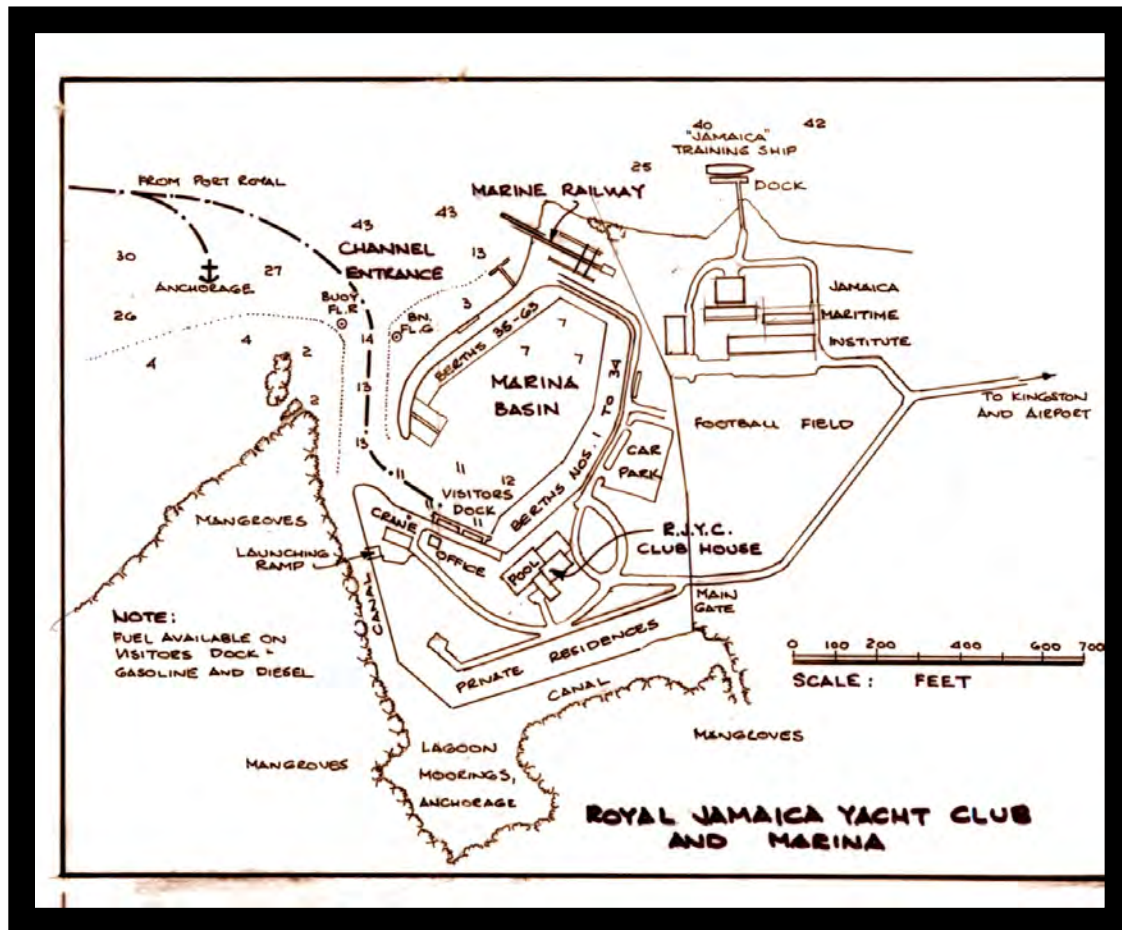 40
42
"JAMAICA"
TRAINING SHIP
25
DOCK
FROM PORT ROYAL
MARINE RAILWAY
43
43
CHANNEL
ENTRANCE
13
30
27
ANCHORAGE
BUOY
FL.R
BN.
FL.G.
3
26
4
4
2
14
7
7
7
BERTHS 35-63
JAMAICA
MARITIME
INSTITUTE
MARINA
BASIN
13
2
13
11
11
12
11
11
VISITORS
DOCK
BERTHS NOS. 1 TO 34
CAR
PARK
FOOTBALL FIELD
TO KINGSTON
AND AIRPORT
MANGROVES
CRANE
OFFICE
POOL
R.J.Y.C.
CLUB HOUSE
LAUNCHING
RAMP
CANAL
MAIN
GATE
NOTE:
FUEL AVAILABLE ON
VISITORS DOCK -
GASOLINE AND DIESEL
PRIVATE RESIDENCES
CANAL
0 100 200 400 600 700
SCALE: FEET
MANGROVES
MANGROVES
LAGOON
MOORINGS,
ANCHORAGE
ROYAL JAMAICA YACHT CLUB
AND MARINA